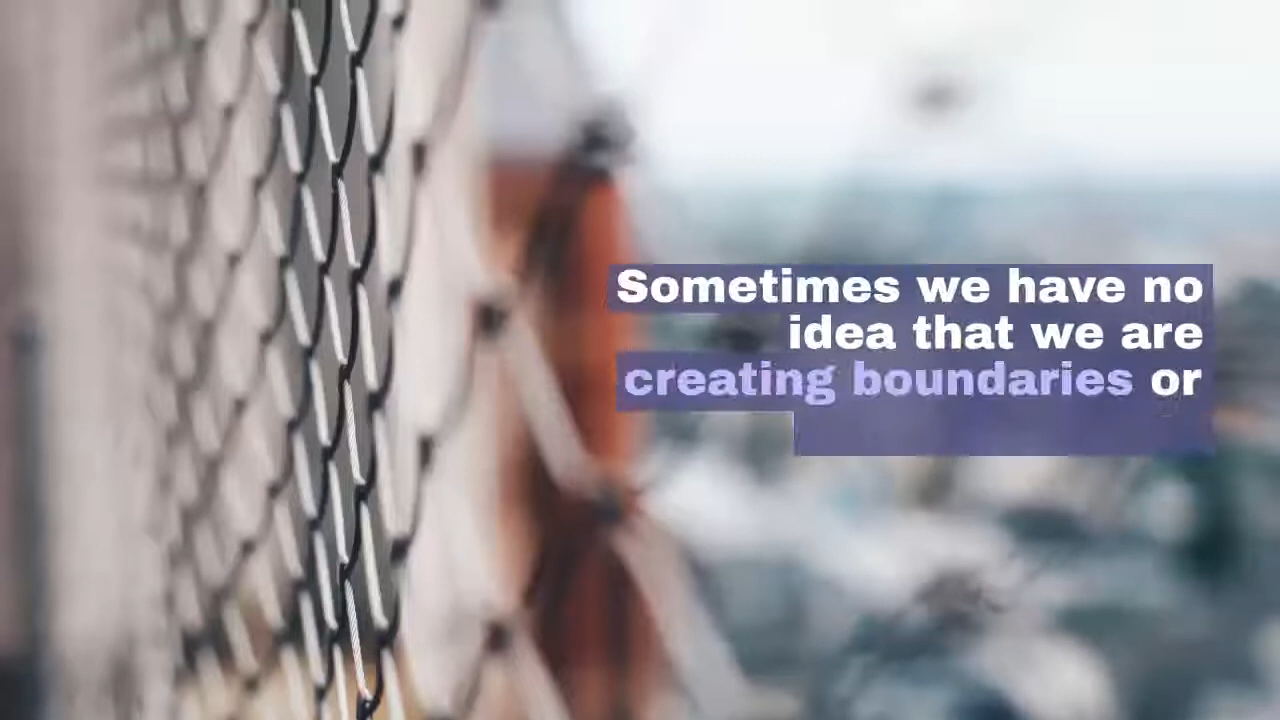 Sometimes we have no
idea that we are
creating boundaries or